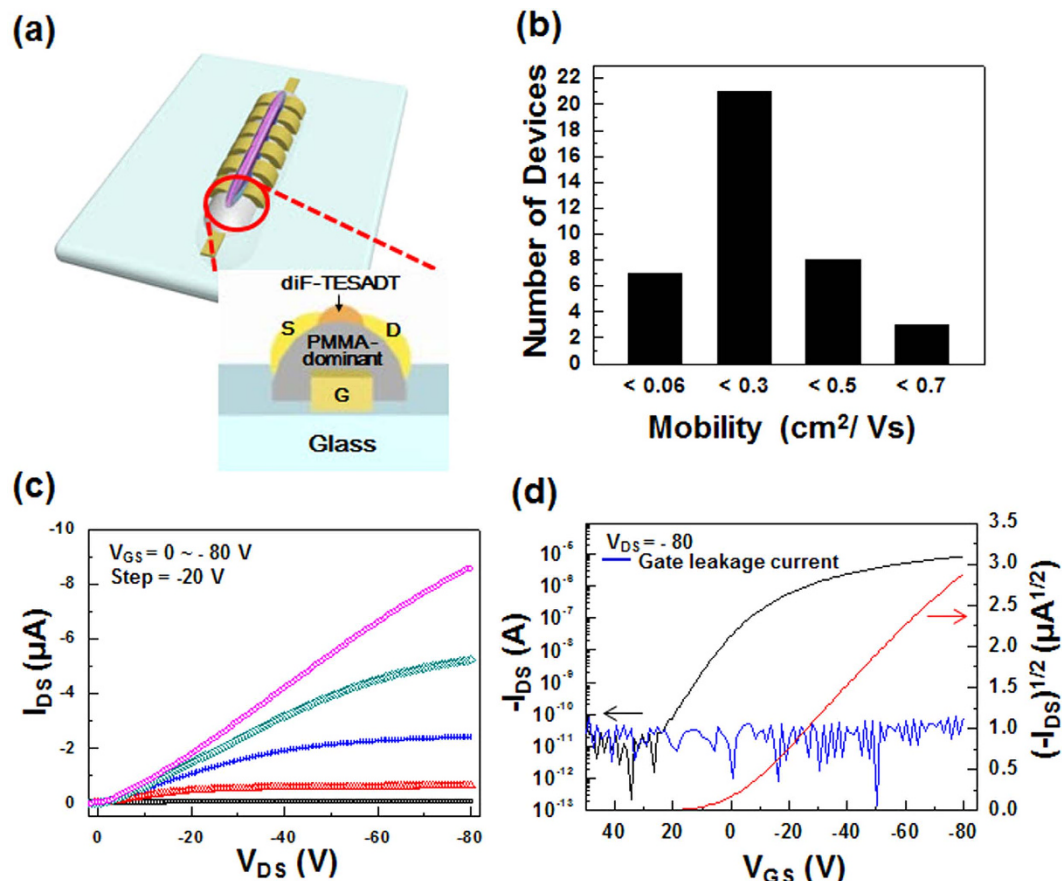 (a)
diF-TESADT
S
D
PMMA-
dominant
G
Glass
(b)
Number of Devices
22
20
18
16
14
12
10
8
6
4
2
0
< 0.06 < 0.3 < 0.5 < 0.7
Mobility (cm²/ Vs)
(c)
V_GS = 0 ~ - 80 V
Step = -20 V
I_DS (µA)
-10
-8
-6
-4
-2
0
0 -20 -40 -60 -80
V_DS (V)
(d)
V_DS = - 80
Gate leakage current
-I_DS (A)
10⁻⁵
10⁻⁶
10⁻⁷
10⁻⁸
10⁻⁹
10⁻¹⁰
10⁻¹¹
10⁻¹²
10⁻¹³
3.5
3.0
2.5
2.0
1.5
1.0
0.5
0.0
(-I_DS)^1/2 (µA^1/2)
40 20 0 -20 -40 -60 -80
V_GS (V)